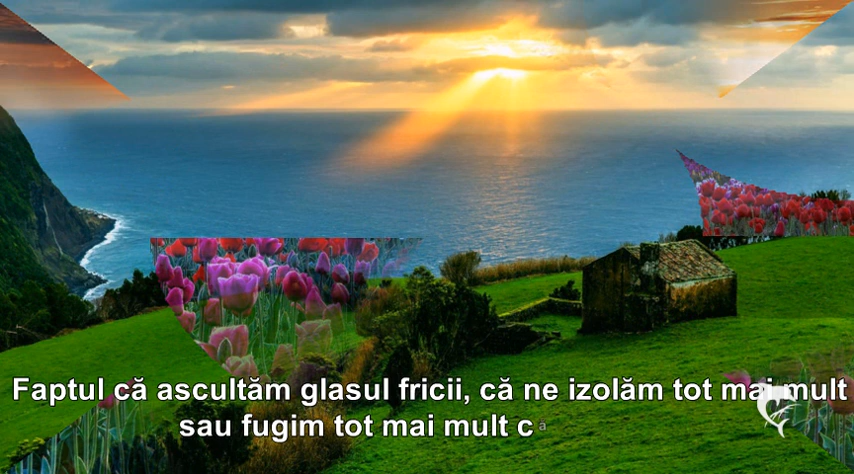 Faptul că ascultăm glasul fricii, că ne izolăm tot mai mult
sau fugim tot mai mult c